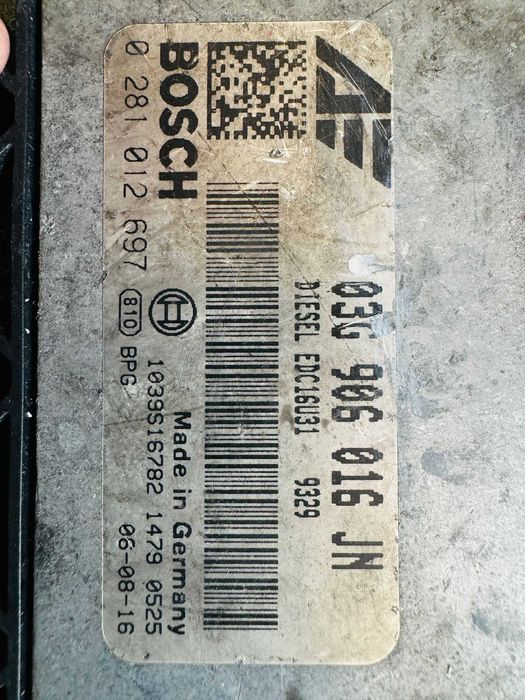 03G 906 016 JN
DIESEL EDC16U31 9329
BOSCH
Made in Germany
0 281 012 697 810 BPG 1039S16782 1479 0525
06-08-16